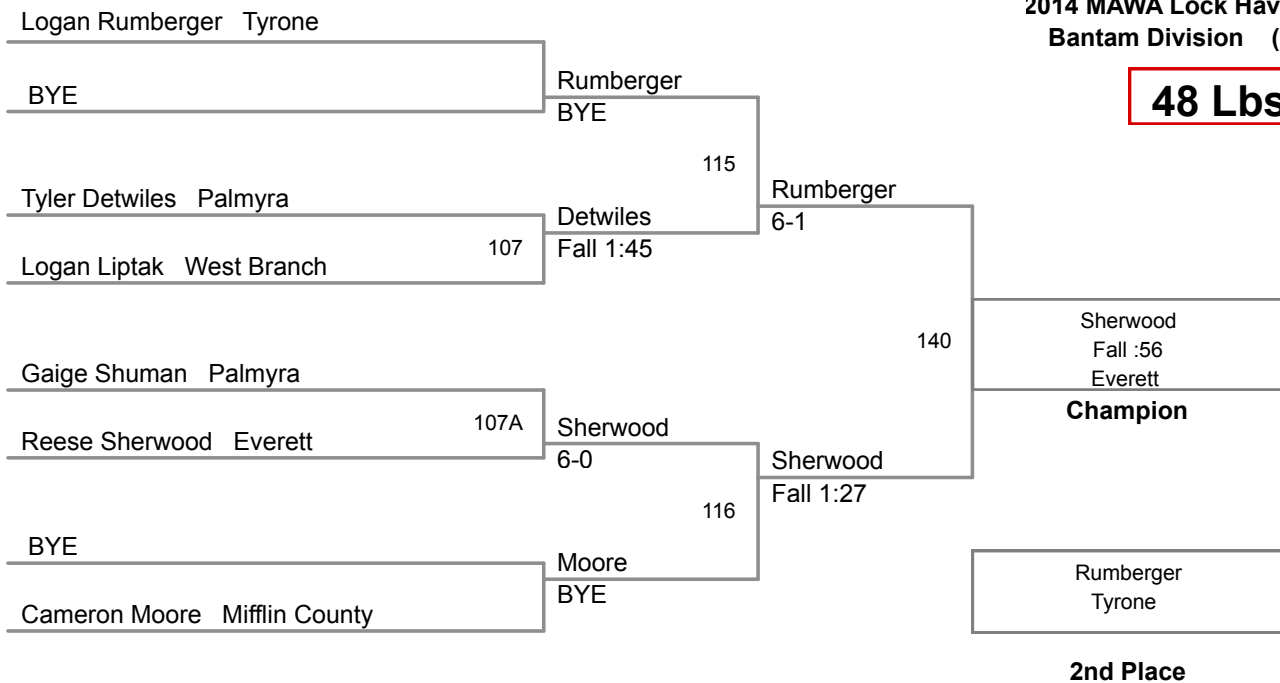 2014 MAWA Lock Hav
Bantam Division (
48 Lbs
Logan Rumberger Tyrone
BYE
Rumberger
BYE
115
Tyler Detwiles Palmyra
Logan Liptak West Branch
107
Detwiles
Fall 1:45
Rumberger
6-1
140
Gaige Shuman Palmyra
Reese Sherwood Everett
107A
Sherwood
6-0
116
Sherwood
Fall 1:27
BYE
Cameron Moore Mifflin County
Moore
BYE
Sherwood
Fall :56
Everett
Champion
Rumberger
Tyrone
2nd Place